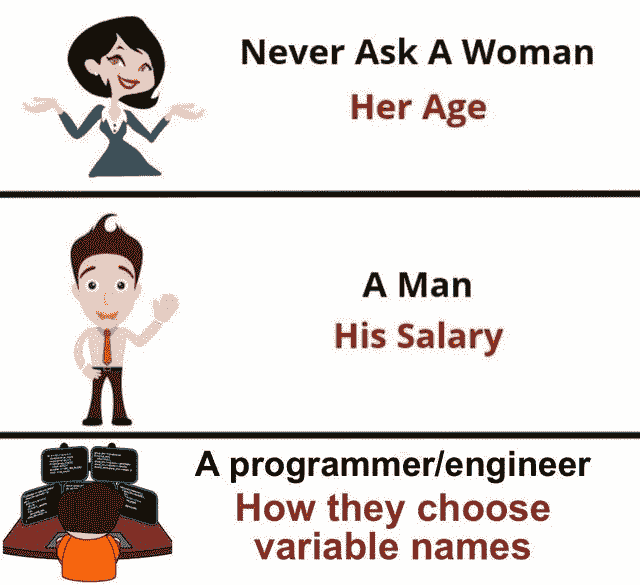 Never Ask A Woman
Her Age
A Man
His Salary
A programmer/engineer
How they choose
variable names